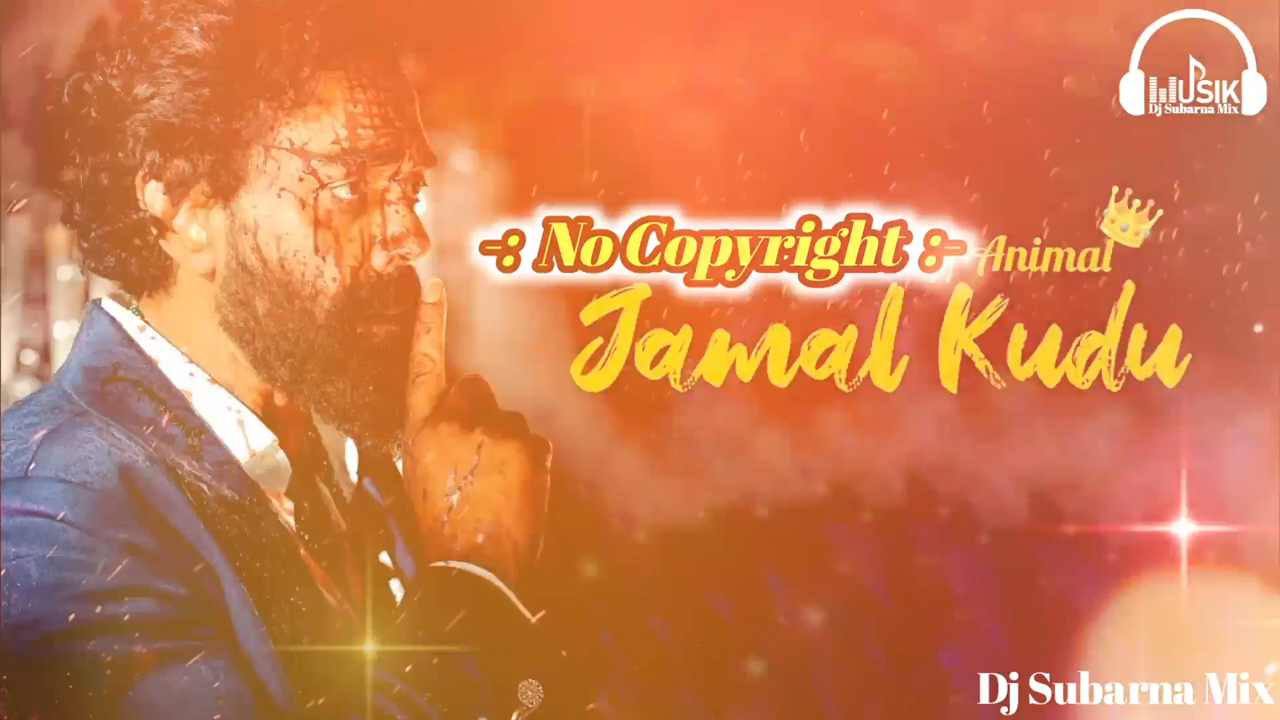 MUSIK
Dj Subarna Mix
-: No Copyright :-
Animal
Jamal Kudu
Dj Subarna Mix